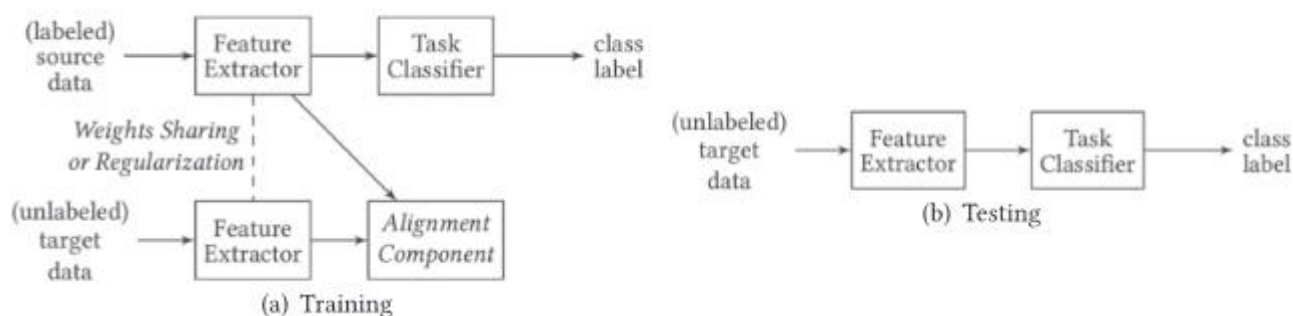 (labeled)
source
data
Feature
Extractor
Task
Classifier
class
label
Weights Sharing
or Regularization
(unlabeled)
target
data
Feature
Extractor
Alignment
Component
(a) Training
(unlabeled)
target
data
Feature
Extractor
Task
Classifier
class
label
(b) Testing